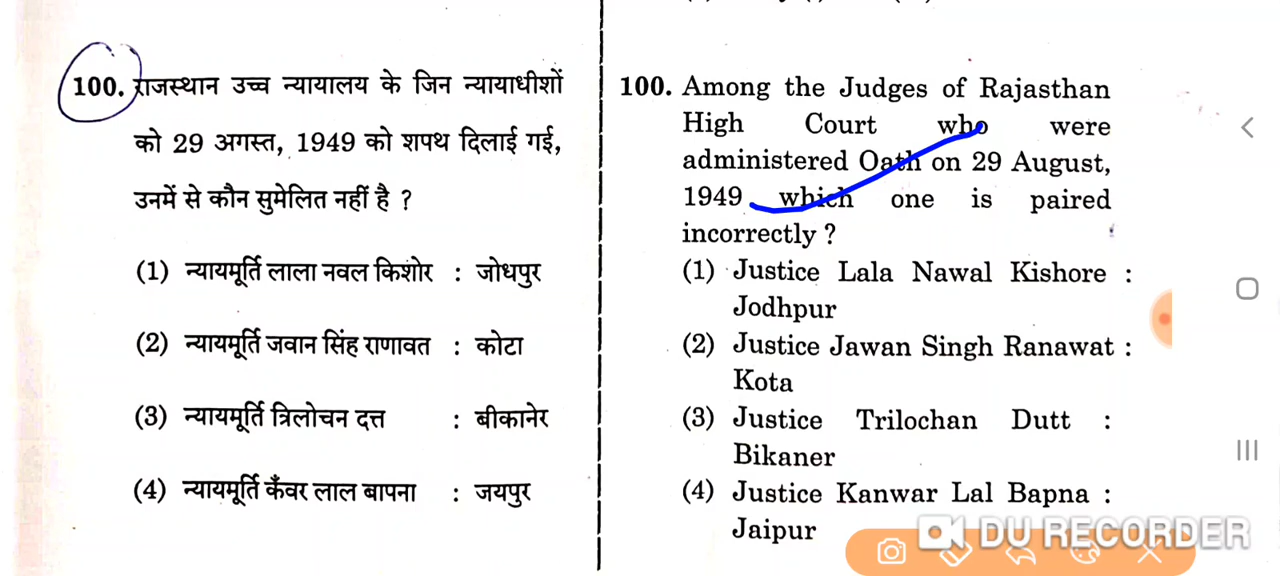 100. राजस्थान उच्च न्यायालय के जिन न्यायाधीशों
को 29 अगस्त, 1949 को शपथ दिलाई गई,
उनमें से कौन सुमेलित नहीं है ?
(1) न्यायमूर्ति लाला नवल किशोर : जोधपुर
(2) न्यायमूर्ति जवान सिंह राणावत : कोटा
(3) न्यायमूर्ति त्रिलोचन दत्त : बीकानेर
(4) न्यायमूर्ति कँवर लाल बापना : जयपुर
100. Among the Judges of Rajasthan
High Court who were
administered Oath on 29 August,
1949 which one is paired
incorrectly ?
(1) Justice Lala Nawal Kishore :
Jodhpur
(2) Justice Jawan Singh Ranawat :
Kota
(3) Justice Trilochan Dutt :
Bikaner
(4) Justice Kanwar Lal Bapna :
Jaipur
DU RECORDER